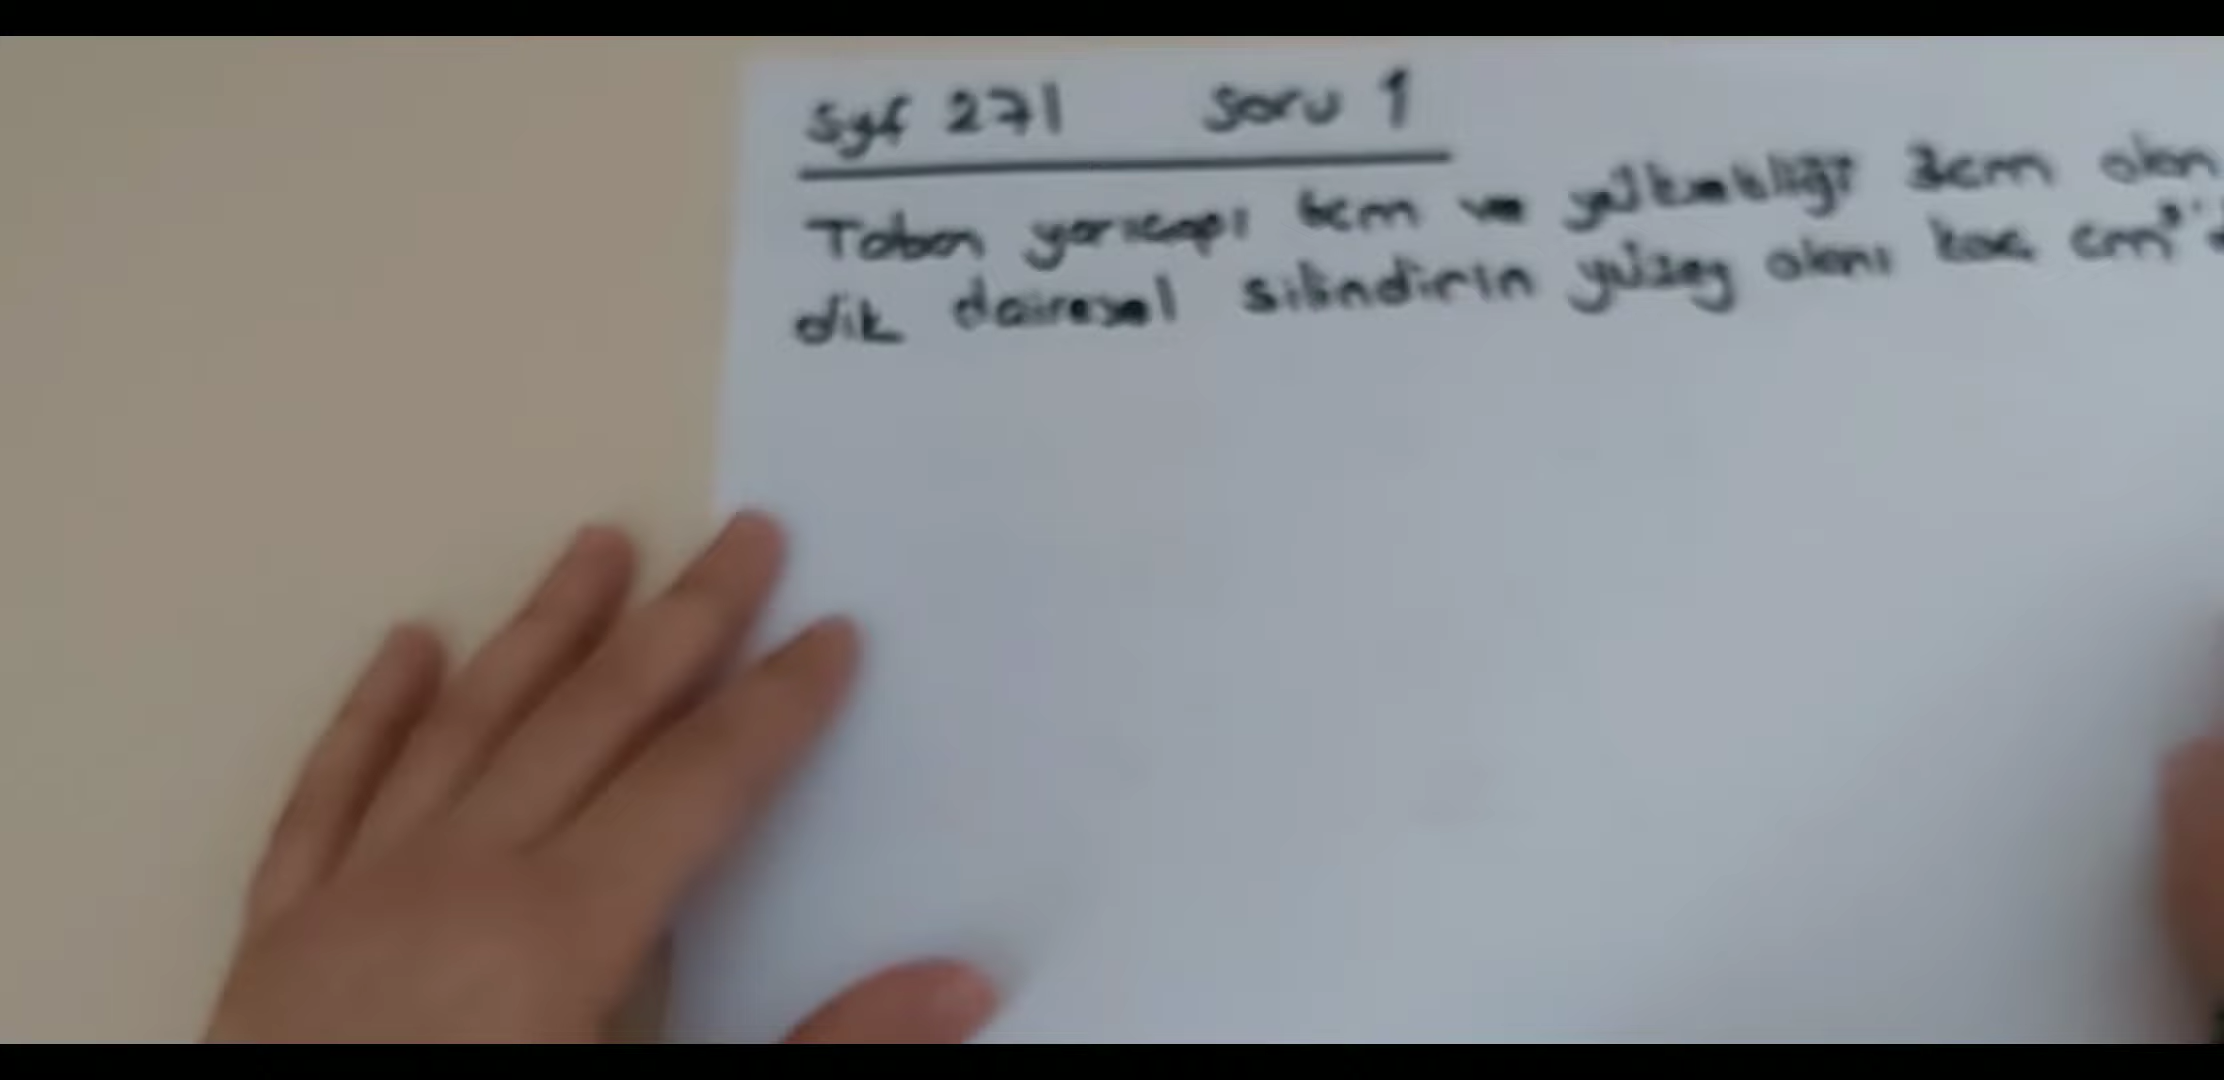 Syf 271 Soru 1
Taban yarıçapı 6cm ve yüksekliği 3cm olan
dik dairesel silindirin yüzey alanı kaç cm²'d